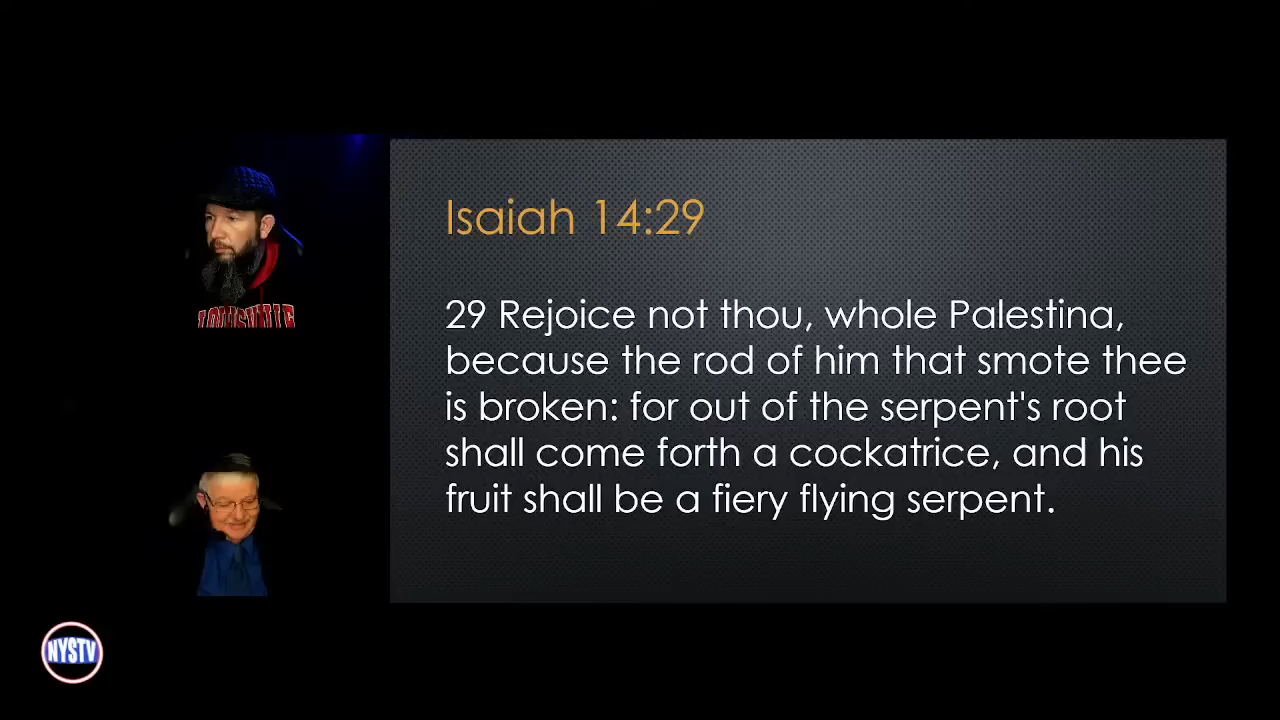 Isaiah 14:29
29 Rejoice not thou, whole Palestina,
because the rod of him that smote thee
is broken: for out of the serpent's root
shall come forth a cockatrice, and his
fruit shall be a fiery flying serpent.
LOUISVILLE
NYSTV